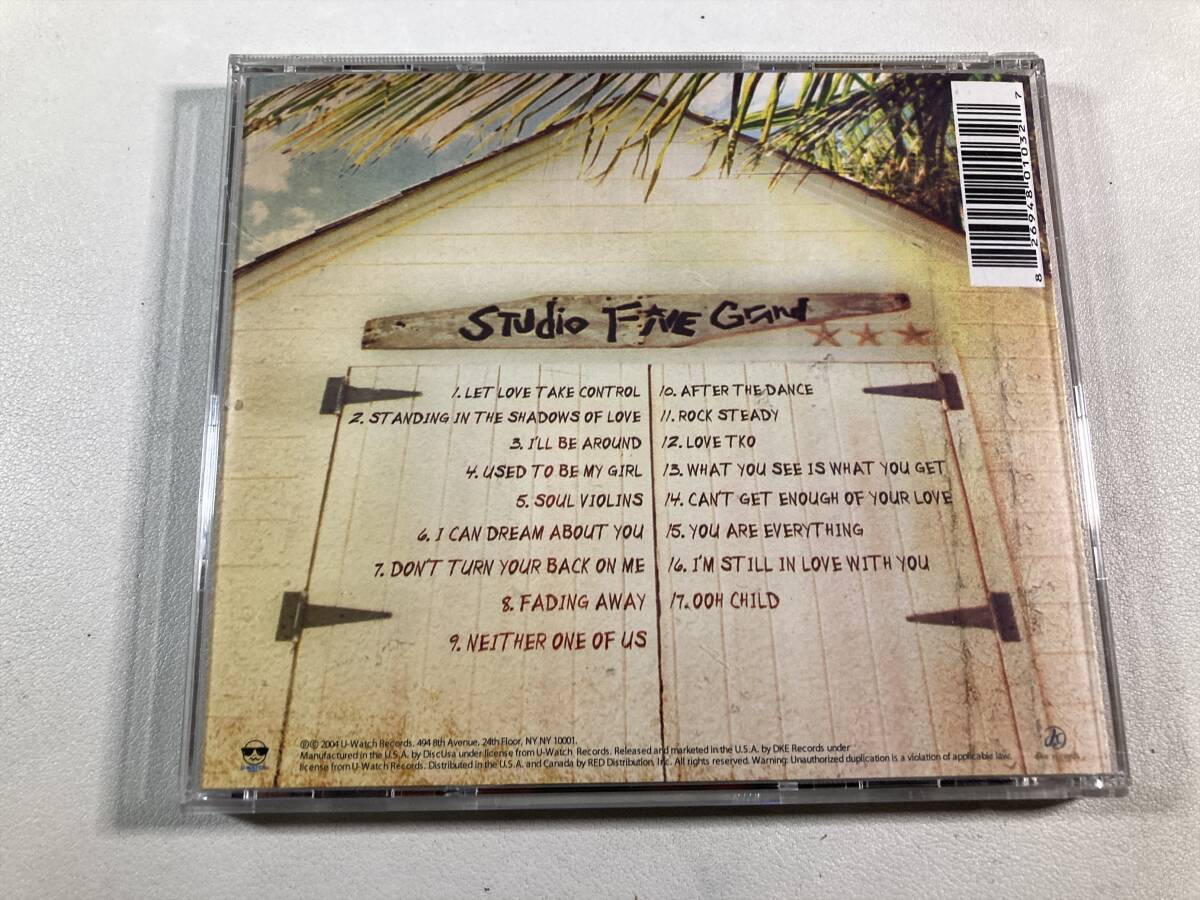 8 26948 01032 7
STUDIO FIVE GRAND
1. LET LOVE TAKE CONTROL
2. STANDING IN THE SHADOWS OF LOVE
3. I'LL BE AROUND
4. USED TO BE MY GIRL
5. SOUL VIOLINS
6. I CAN DREAM ABOUT YOU
7. DON'T TURN YOUR BACK ON ME
8. FADING AWAY
9. NEITHER ONE OF US
10. AFTER THE DANCE
11. ROCK STEADY
12. LOVE TKO
13. WHAT YOU SEE IS WHAT YOU GET
14. CAN'T GET ENOUGH OF YOUR LOVE
15. YOU ARE EVERYTHING
16. I'M STILL IN LOVE WITH YOU
17. OOH CHILD
℗© 2004 U-Watch Records. 494 8th Avenue, 24th Floor, NY NY 10001.
Manufactured in the U.S.A. by DiscUsa under license from U-Watch Records. Released and marketed in the U.S.A. by DKE Records under
license from U-Watch Records. Distributed in the U.S.A. and Canada by RED Distribution, Inc. All rights reserved. Warning: Unauthorized duplication is a violation of applicable law.